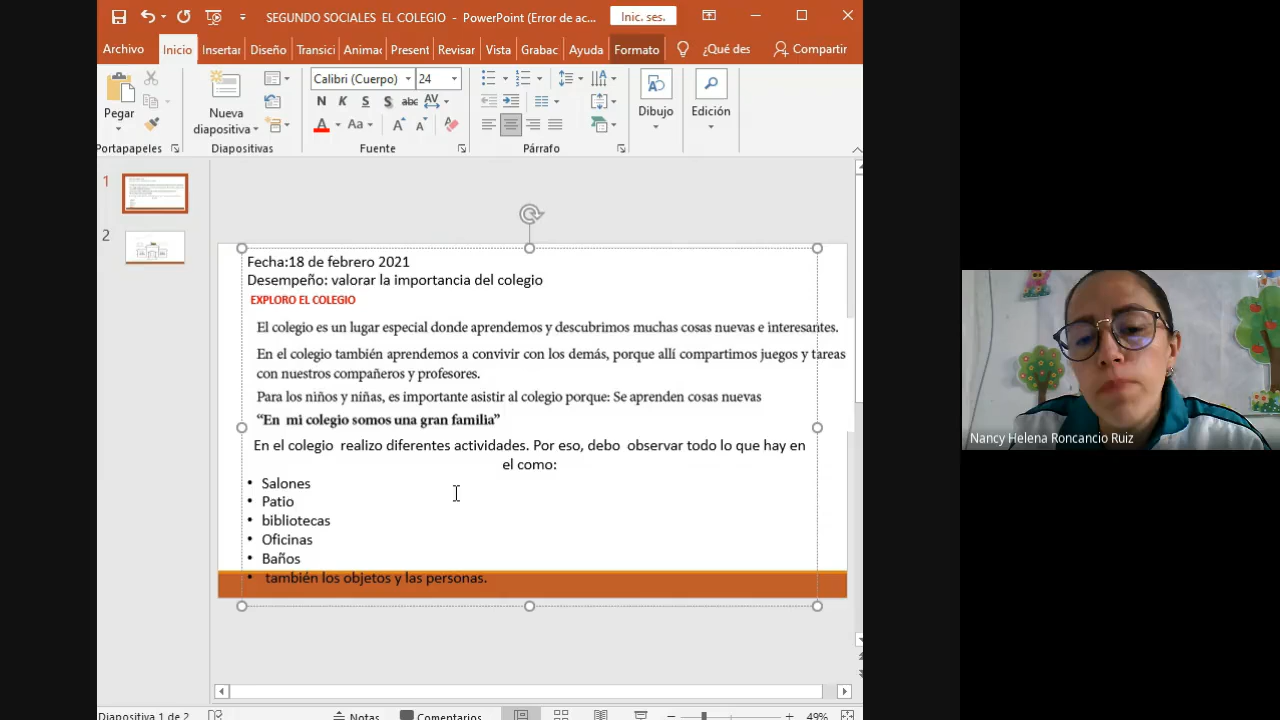 SEGUNDO SOCIALES EL COLEGIO - PowerPoint (Error de ac...
Inic. ses.
Archivo Inicio Insertar Diseño Transici Animac Present Revisar Vista Grabac Ayuda Formato ¿Qué des Compartir
Calibri (Cuerpo) 24
Pegar
Nueva diapositiva
N K S S abc AV
A Aa A A
Dibujo
Edición
Portapapeles Diapositivas Fuente Párrafo
1
2
Fecha:18 de febrero 2021
Desempeño: valorar la importancia del colegio
EXPLORO EL COLEGIO
El colegio es un lugar especial donde aprendemos y descubrimos muchas cosas nuevas e interesantes.
En el colegio también aprendemos a convivir con los demás, porque allí compartimos juegos y tareas
con nuestros compañeros y profesores.
Para los niños y niñas, es importante asistir al colegio porque: Se aprenden cosas nuevas
“En mi colegio somos una gran familia”
En el colegio realizo diferentes actividades. Por eso, debo observar todo lo que hay en
el como:
• Salones
• Patio
• bibliotecas
• Oficinas
• Baños
• también los objetos y las personas.
Nancy Helena Roncancio Ruiz
Diapositiva 1 de 2 Notas Comentarios 49%